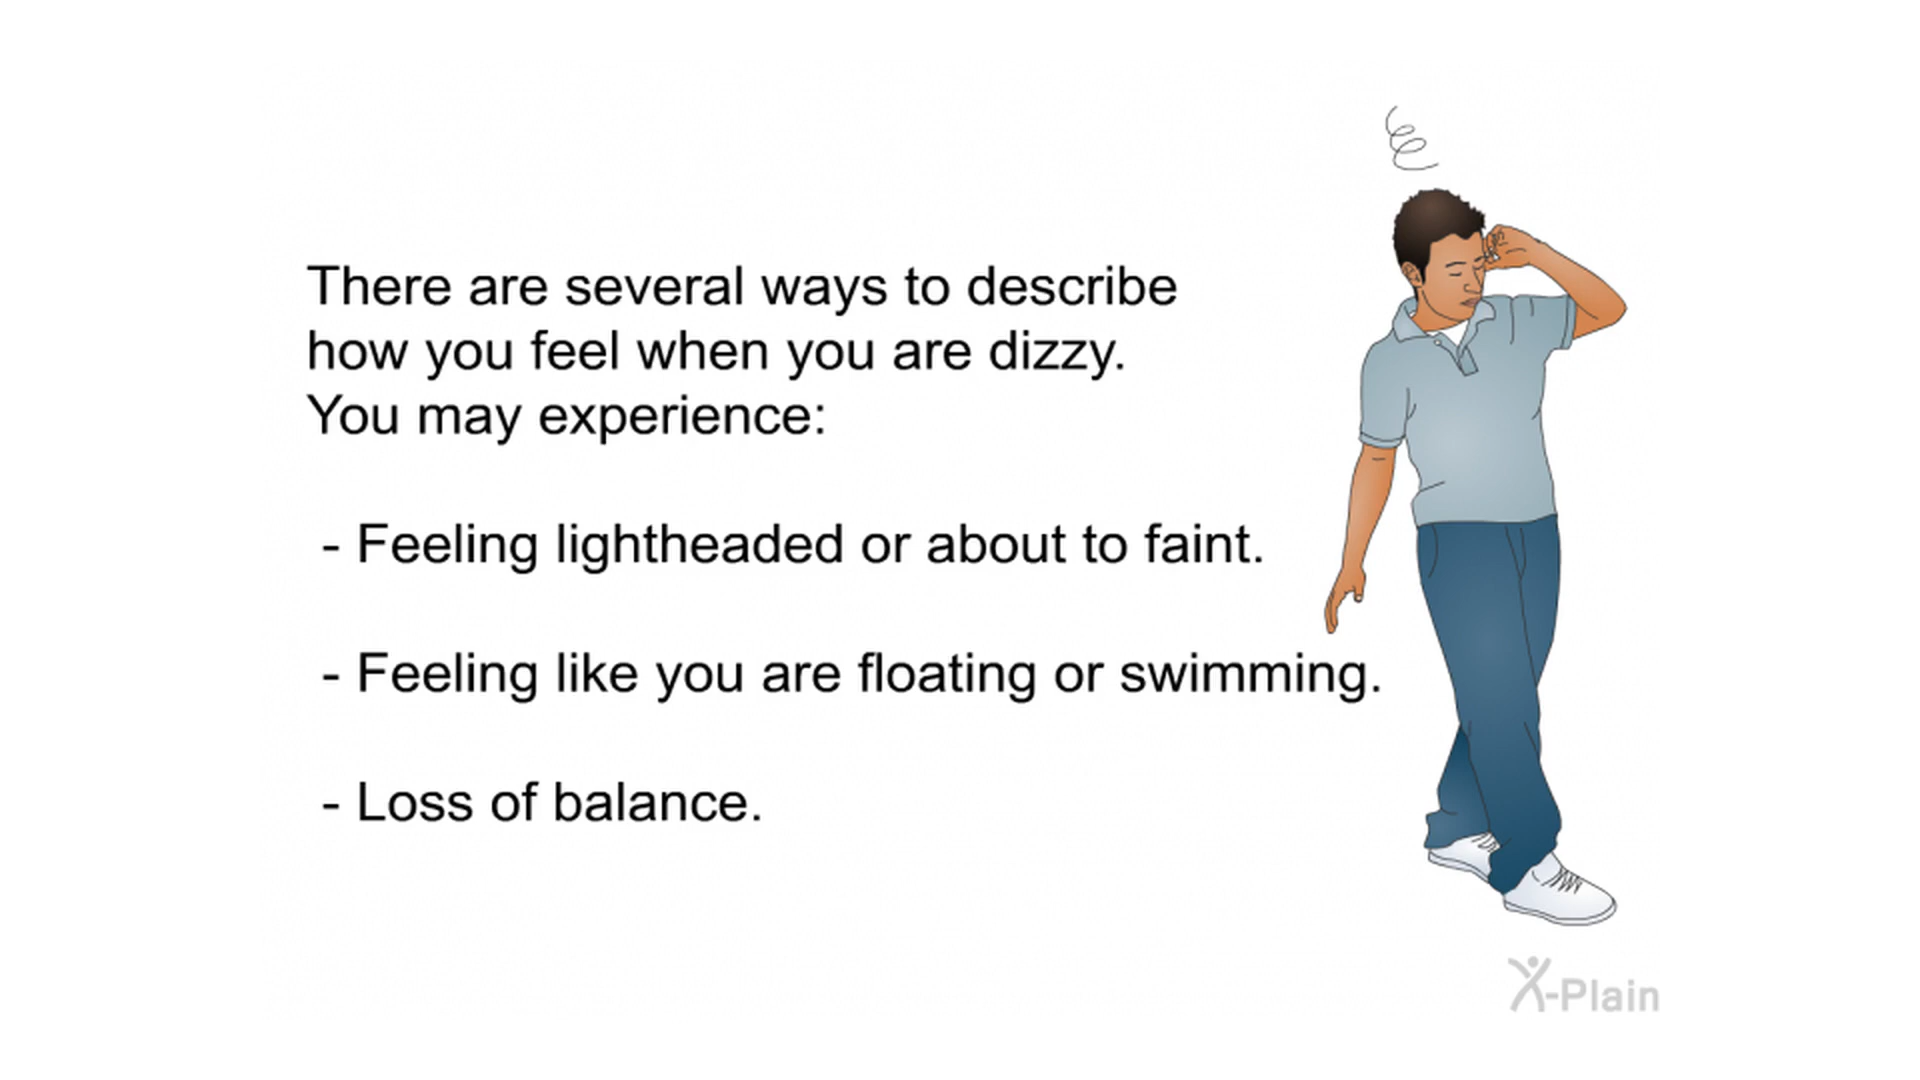 There are several ways to describe
how you feel when you are dizzy.
You may experience:
- Feeling lightheaded or about to faint.
- Feeling like you are floating or swimming.
- Loss of balance.
X-Plain